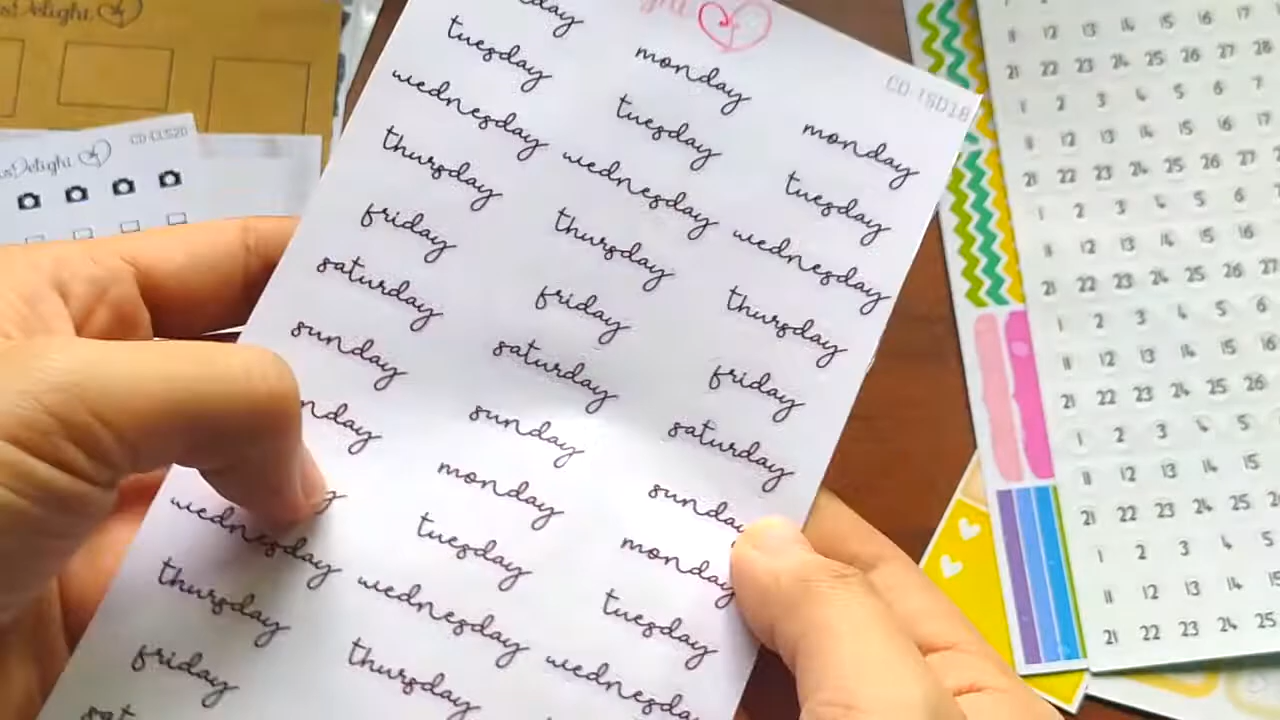 monday
tuesday
wednesday
thursday
friday
saturday
sunday
wednesday
thursday
friday
monday
tuesday
wednesday
thursday
friday
saturday
sunday
monday
tuesday
wednesday
thursday
CD-ISD18
monday
tuesday
wednesday
thursday
friday
saturday
sunday
monday
tuesday
wednesday
Delight
Delight
CD-CLS20
11 12 13 14 15 16 17
21 22 23 24 25 26 27 28
1 2 3 4 5 6 7
11 12 13 14 15 16 17
21 22 23 24 25 26 27
1 2 3 4 5 6
11 12 13 14 15 16
21 22 23 24 25 26 27
1 2 3 4 5 6
11 12 13 14 15 16
21 22 23 24 25 26
1 2 3 4 5
11 12 13 14 15
21 22 23 24 25 26
1 2 3 4 5
11 12 13 14 15
21 22 23 24 25